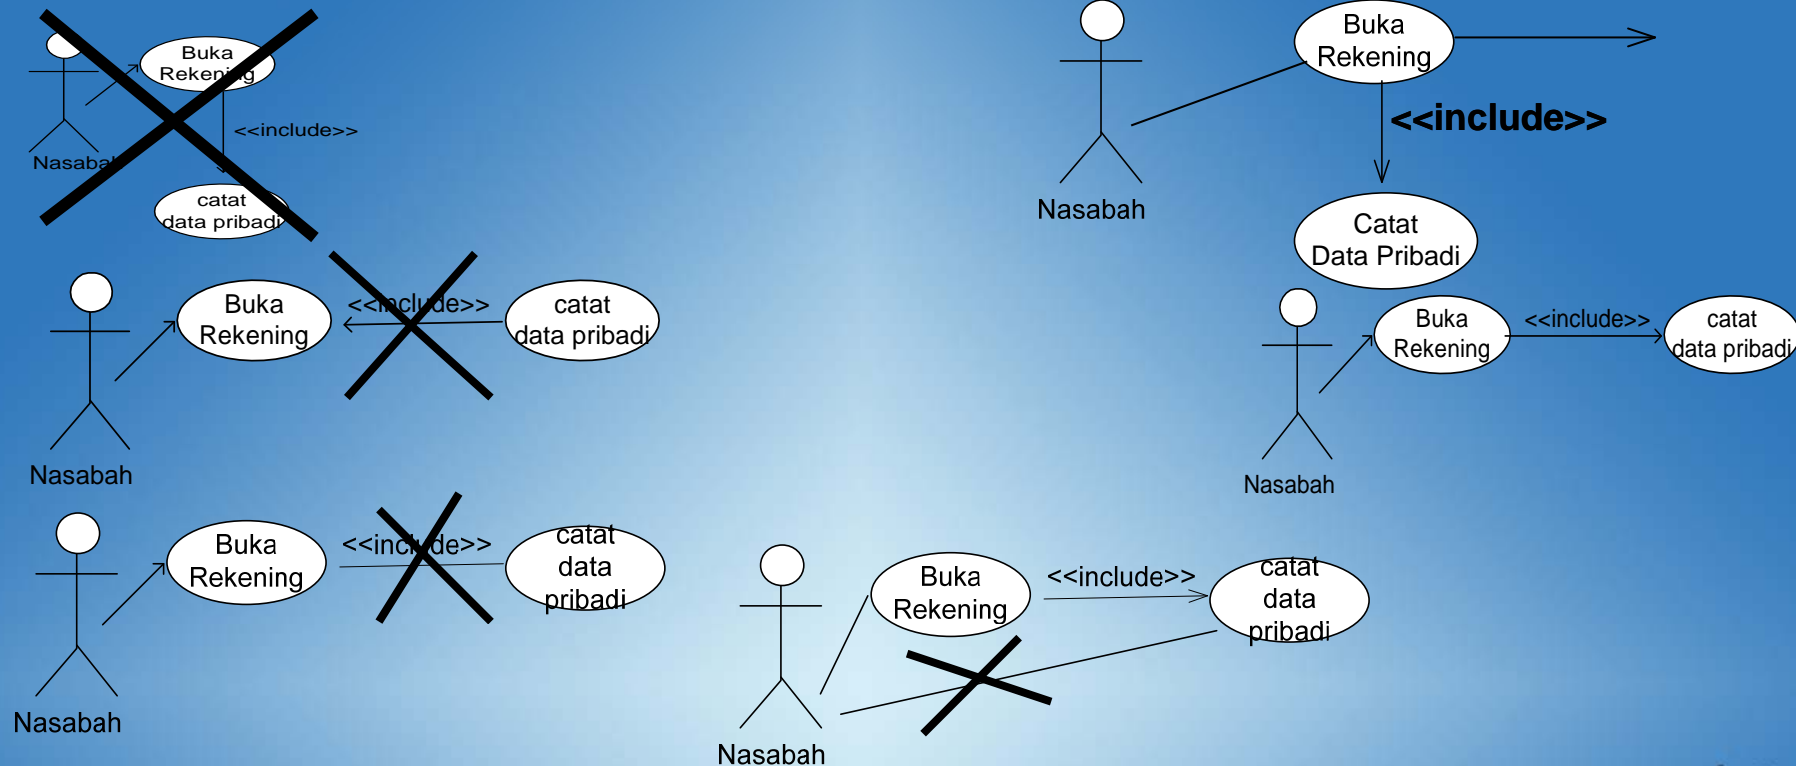 Buka
Rekening
<<include>>
Nasabah
catat
data pribadi
Buka
Rekening
<<include>>
Nasabah
Catat
Data Pribadi
Buka
Rekening
<<include>>
catat
data pribadi
Nasabah
Buka
Rekening
<<include>>
catat
data pribadi
Nasabah
Buka
Rekening
<<include>>
catat
data
pribadi
Nasabah
Buka
Rekening
<<include>>
catat
data
pribadi
Nasabah